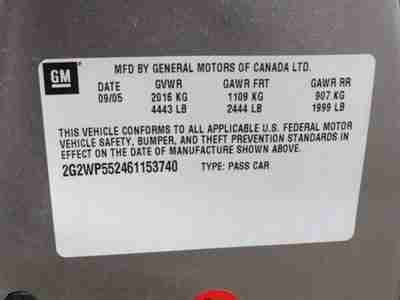 GM
MFD BY GENERAL MOTORS OF CANADA LTD.
DATE GVWR GAWR FRT GAWR RR
09/05 2016 KG 1109 KG 907 KG
4443 LB 2444 LB 1999 LB
THIS VEHICLE CONFORMS TO ALL APPLICABLE U.S. FEDERAL MOTOR
VEHICLE SAFETY, BUMPER, AND THEFT PREVENTION STANDARDS IN
EFFECT ON THE DATE OF MANUFACTURE SHOWN ABOVE.
2G2WP552461153740 TYPE: PASS CAR